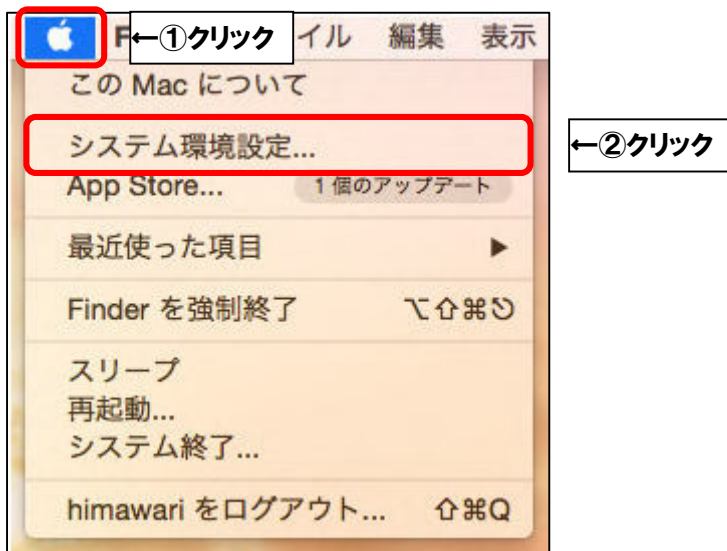 F←①クリック イル 編集 表示
この Mac について
システム環境設定...
←②クリック
App Store... 1 個のアップデート
最近使った項目 ▶
Finder を強制終了 ⌥⇧⌘⎋
スリープ
再起動...
システム終了...
himawari をログアウト... ⇧⌘Q